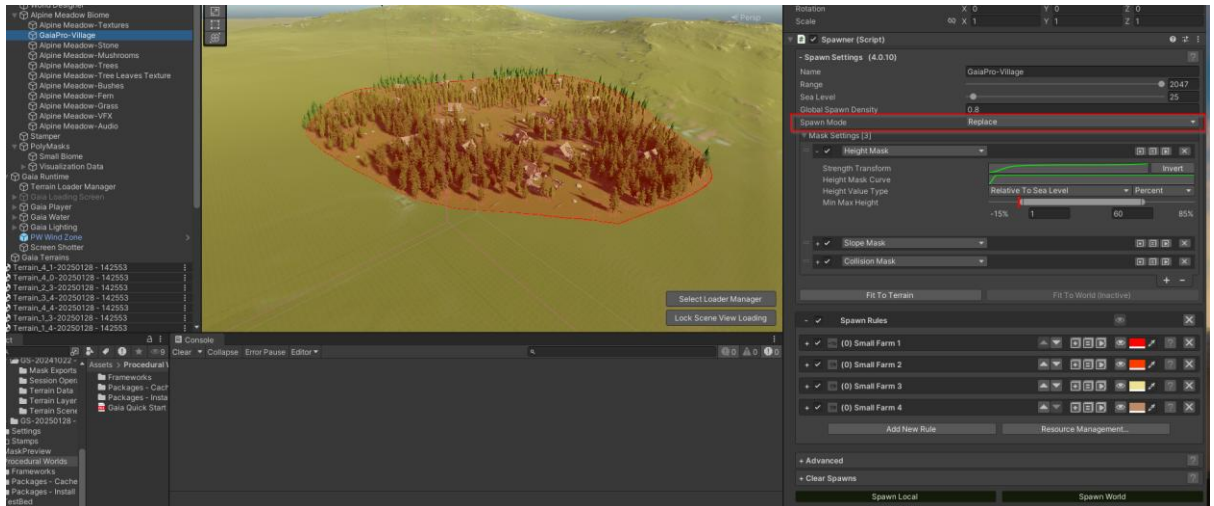 World Designer
Alpine Meadow Biome
Alpine Meadow-Textures
GaiaPro-Village
Alpine Meadow-Stone
Alpine Meadow-Mushrooms
Alpine Meadow-Trees
Alpine Meadow-Tree Leaves Texture
Alpine Meadow-Bushes
Alpine Meadow-Fern
Alpine Meadow-Grass
Alpine Meadow-VFX
Alpine Meadow-Audio
Stamper
PolyMasks
Small Biome
Visualization Data
Gaia Runtime
Terrain Loader Manager
Gaia Loading Screen
Gaia Player
Gaia Water
Gaia Lighting
PW Wind Zone
Screen Shotter
Gaia Terrains
Terrain_4_1-20250128 - 142553
Terrain_4_0-20250128 - 142553
Terrain_2_3-20250128 - 142553
Terrain_3_4-20250128 - 142553
Terrain_4_4-20250128 - 142553
Terrain_1_3-20250128 - 142553
Terrain_1_4-20250128 - 142553
Persp
Select Loader Manager
Lock Scene View Loading
Console
Clear Collapse Error Pause Editor
0 0 0
9
GS-20241022 -
Mask Exports
Session Open
Terrain Data
Terrain Layer
Terrain Scene
GS-20250128 -
Settings
Stamps
MaskPreview
Procedural Worlds
Frameworks
Packages - Cache
Packages - Install
TestBed
Assets > Procedural
Frameworks
Packages - Cach
Packages - Insta
Gaia Quick Start
Rotation X 0 Y 0 Z 0
Scale X 1 Y 1 Z 1
Spawner (Script)
- Spawn Settings (4.0.10)
Name GaiaPro-Village
Range 2047
Sea Level 25
Global Spawn Density 0.8
Spawn Mode Replace
Mask Settings [3]
- Height Mask
Strength Transform Invert
Height Mask Curve
Height Value Type Relative To Sea Level Percent
Min Max Height
-15% 1 60 85%
+ Slope Mask
+ Collision Mask
+ -
Fit To Terrain Fit To World (Inactive)
- Spawn Rules
+ (0) Small Farm 1
+ (0) Small Farm 2
+ (0) Small Farm 3
+ (0) Small Farm 4
Add New Rule Resource Management...
+ Advanced
+ Clear Spawns
Spawn Local Spawn World